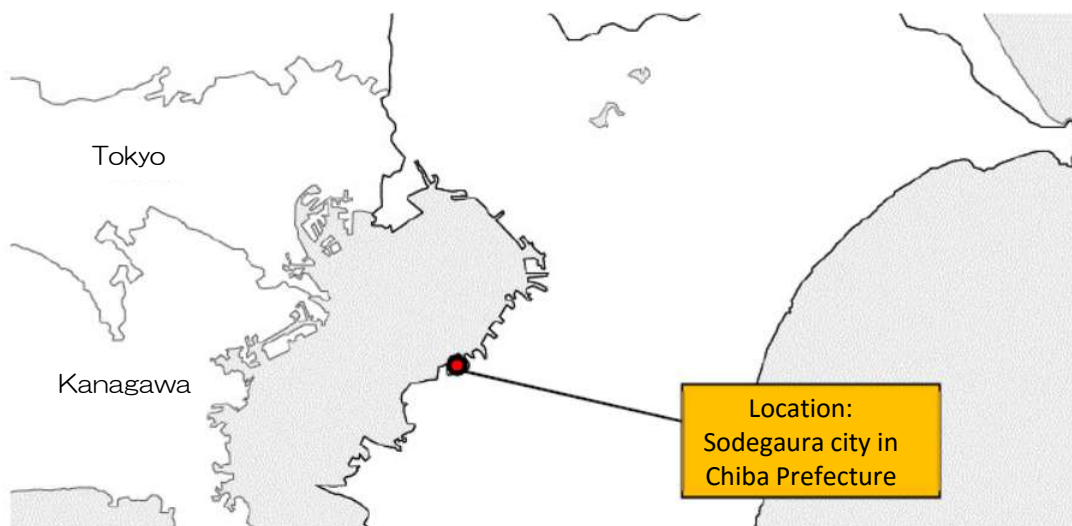 Tokyo
Kanagawa
Location:
Sodegaura city in
Chiba Prefecture